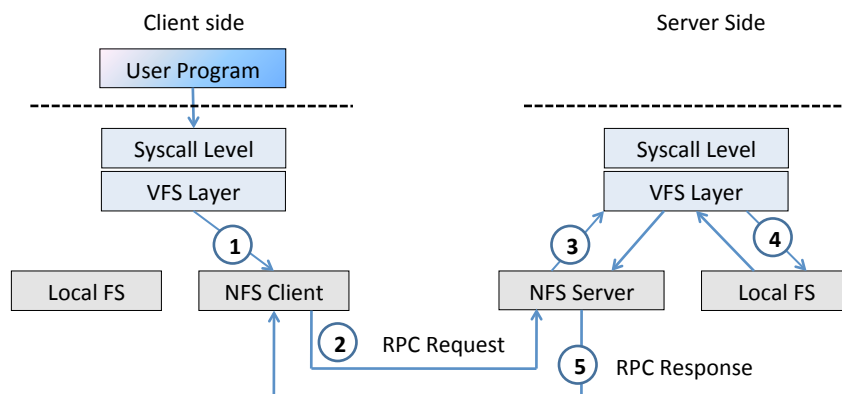 Client side
Server Side
User Program
Syscall Level
Syscall Level
VFS Layer
VFS Layer
1
3
4
Local FS
NFS Client
NFS Server
Local FS
2
RPC Request
5
RPC Response